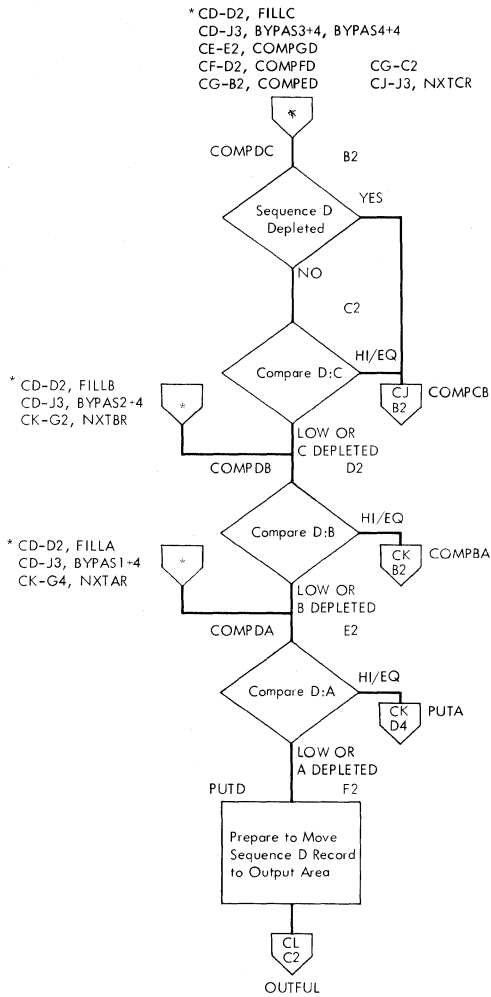 * CD-D2, FILLC
CD-J3, BYPAS3+4, BYPAS4+4
CE-E2, COMPGD
CF-D2, COMPFD CG-C2
CG-B2, COMPED CJ-J3, NXTCR
*
COMPDC B2
Sequence D
Depleted
YES
NO
C2
Compare D:C
HI/EQ
CJ
B2
COMPCB
* CD-D2, FILLB
CD-J3, BYPAS2+4
CK-G2, NXTBR
*
LOW OR
C DEPLETED
COMPDB D2
Compare D:B
HI/EQ
CK
B2
COMPBA
* CD-D2, FILLA
CD-J3, BYPAS1+4
CK-G4, NXTAR
*
LOW OR
B DEPLETED
COMPDA E2
Compare D:A
HI/EQ
CK
D4
PUTA
LOW OR
A DEPLETED
PUTD F2
Prepare to Move
Sequence D Record
to Output Area
CL
C2
OUTFUL